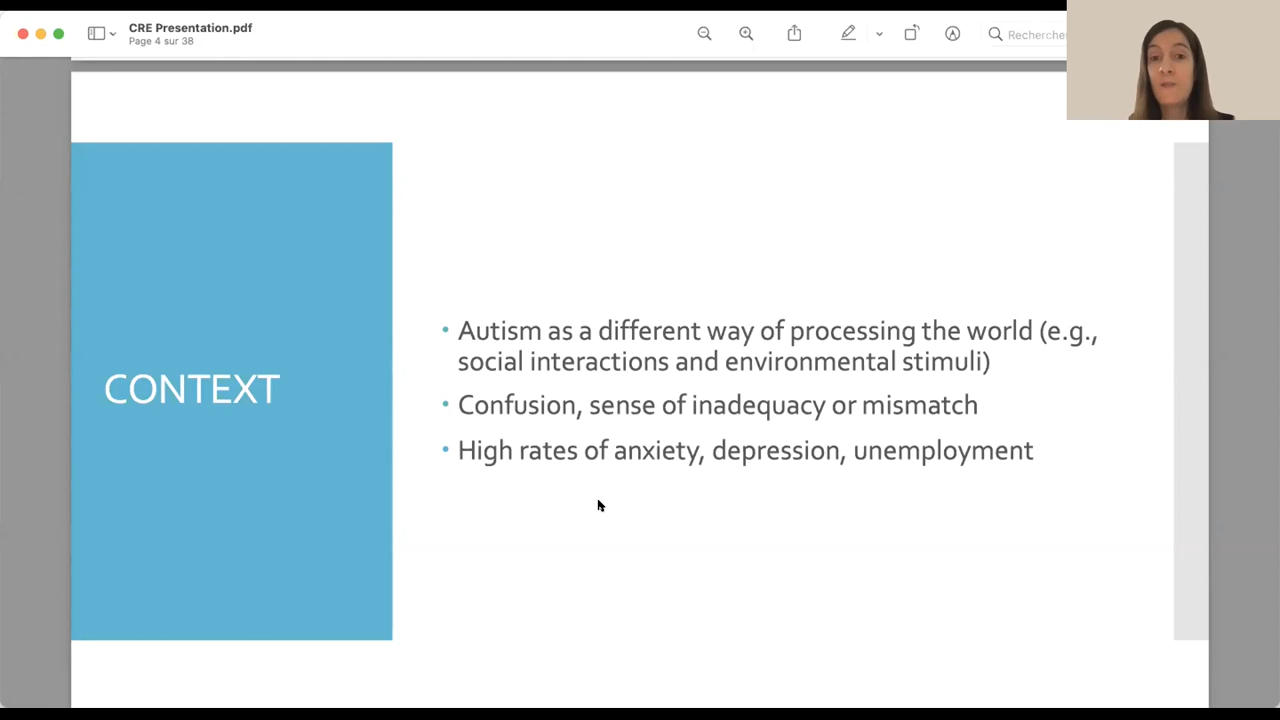 CRE Presentation.pdf
Page 4 sur 38
CONTEXT
• Autism as a different way of processing the world (e.g.,
social interactions and environmental stimuli)
• Confusion, sense of inadequacy or mismatch
• High rates of anxiety, depression, unemployment